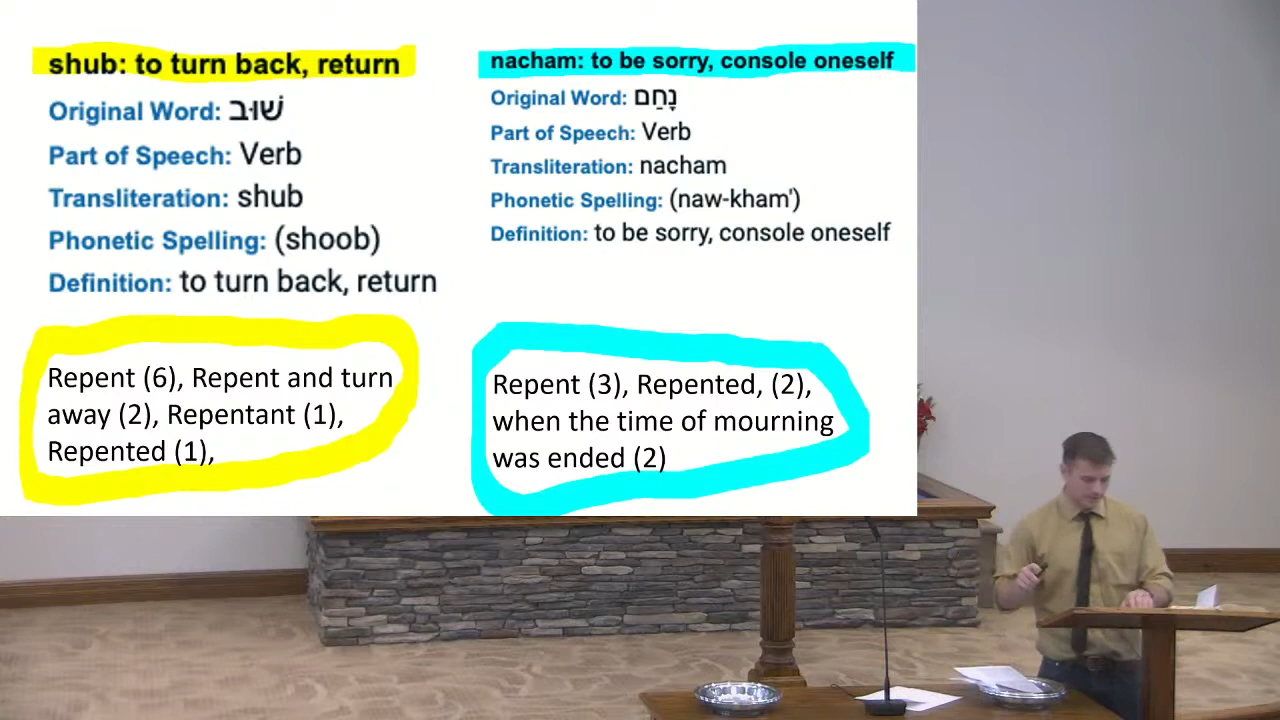 shub: to turn back, return
Original Word: שׁוּב
Part of Speech: Verb
Transliteration: shub
Phonetic Spelling: (shoob)
Definition: to turn back, return
Repent (6), Repent and turn
away (2), Repentant (1),
Repented (1),
nacham: to be sorry, console oneself
Original Word: נָחַם
Part of Speech: Verb
Transliteration: nacham
Phonetic Spelling: (naw-kham')
Definition: to be sorry, console oneself
Repent (3), Repented, (2),
when the time of mourning
was ended (2)